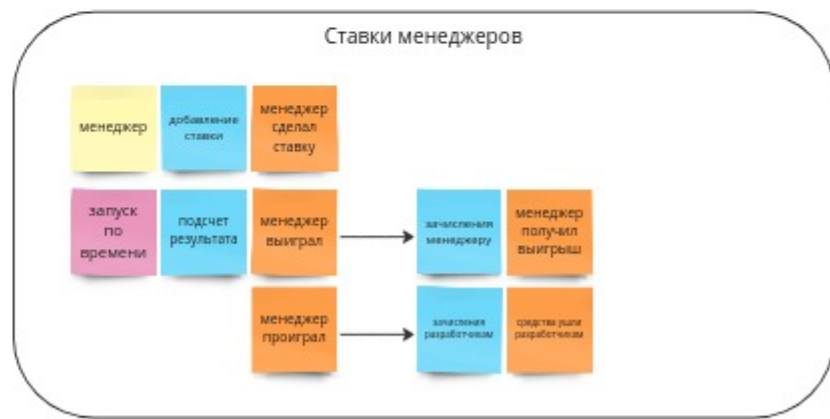 Ставки менеджеров
менеджер
добавление
ставки
менеджер
сделал
ставку
запуск
по
времени
подсчет
результата
менеджер
выиграл
зачисления
менеджеру
менеджер
получил
выигрыш
менеджер
проиграл
зачисления
разработчикам
средства ушли
разработчикам